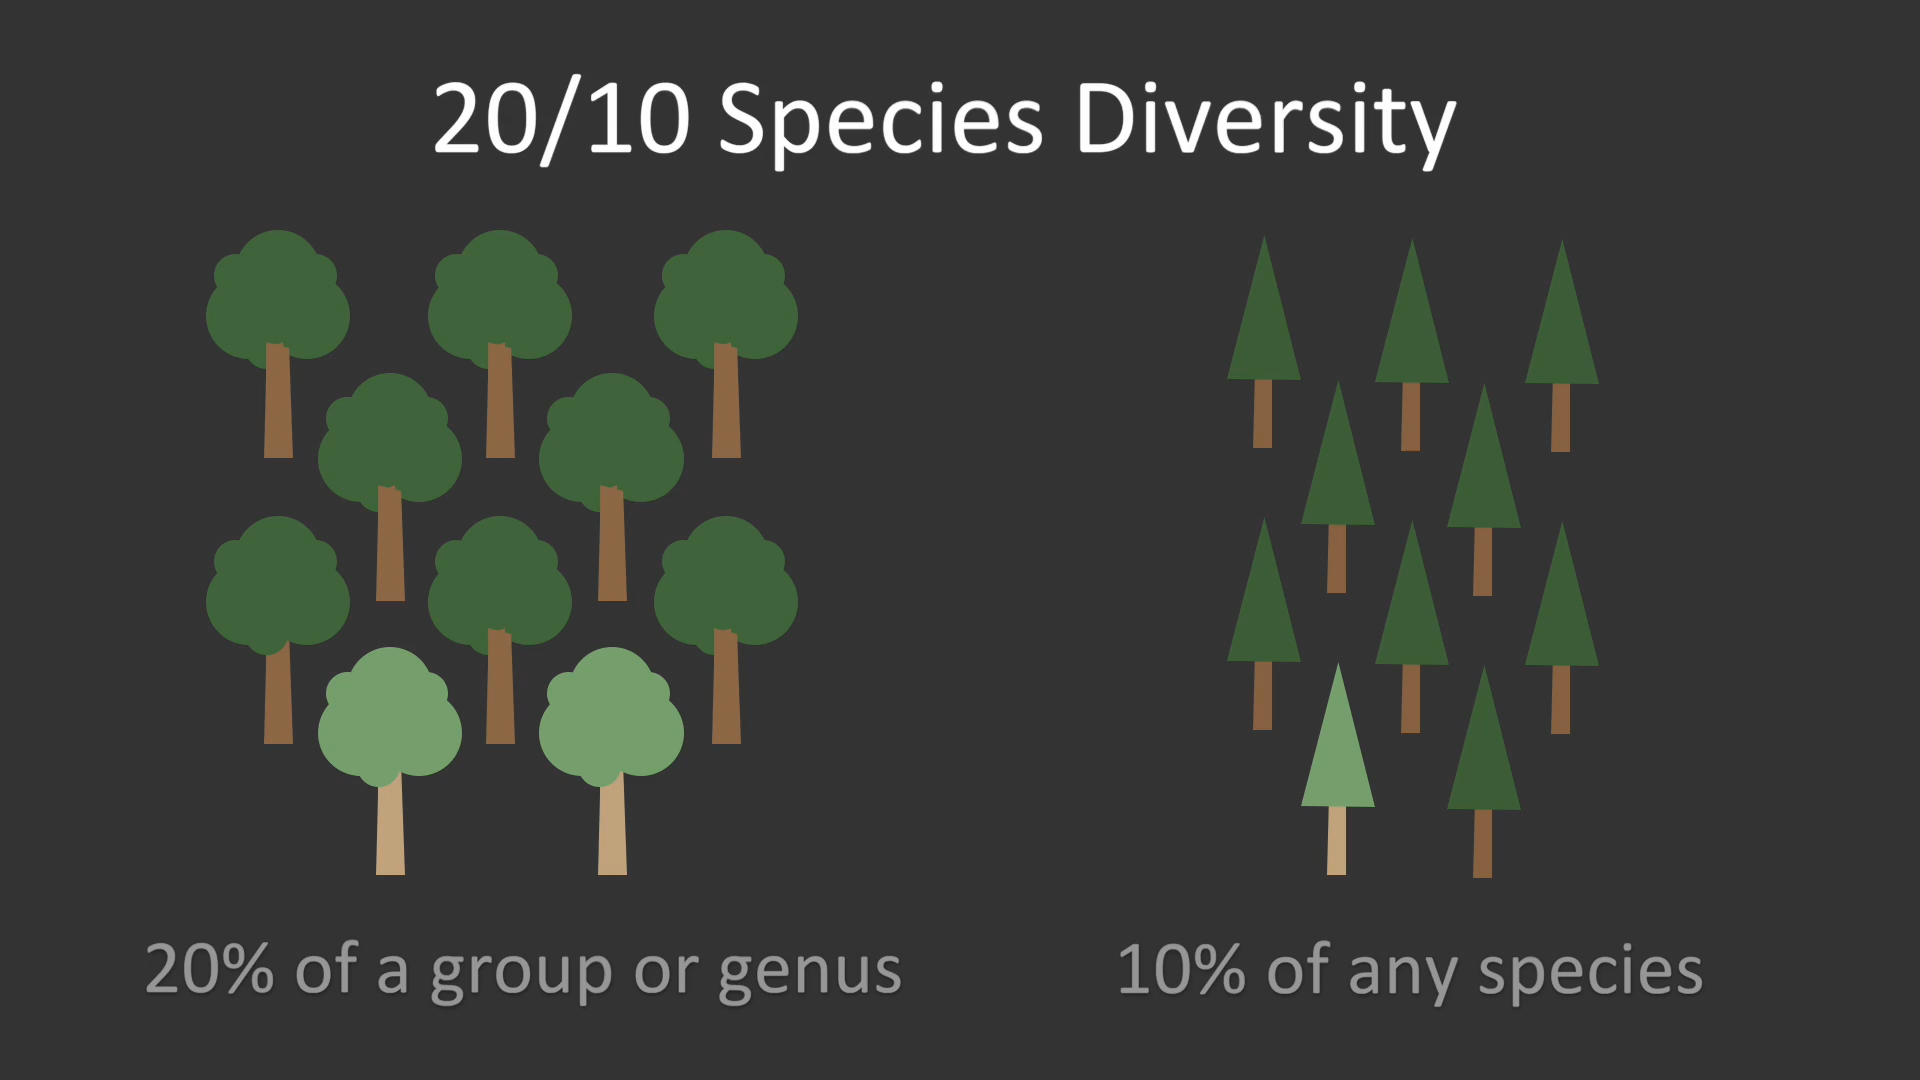 20/10 Species Diversity
20% of a group or genus
10% of any species